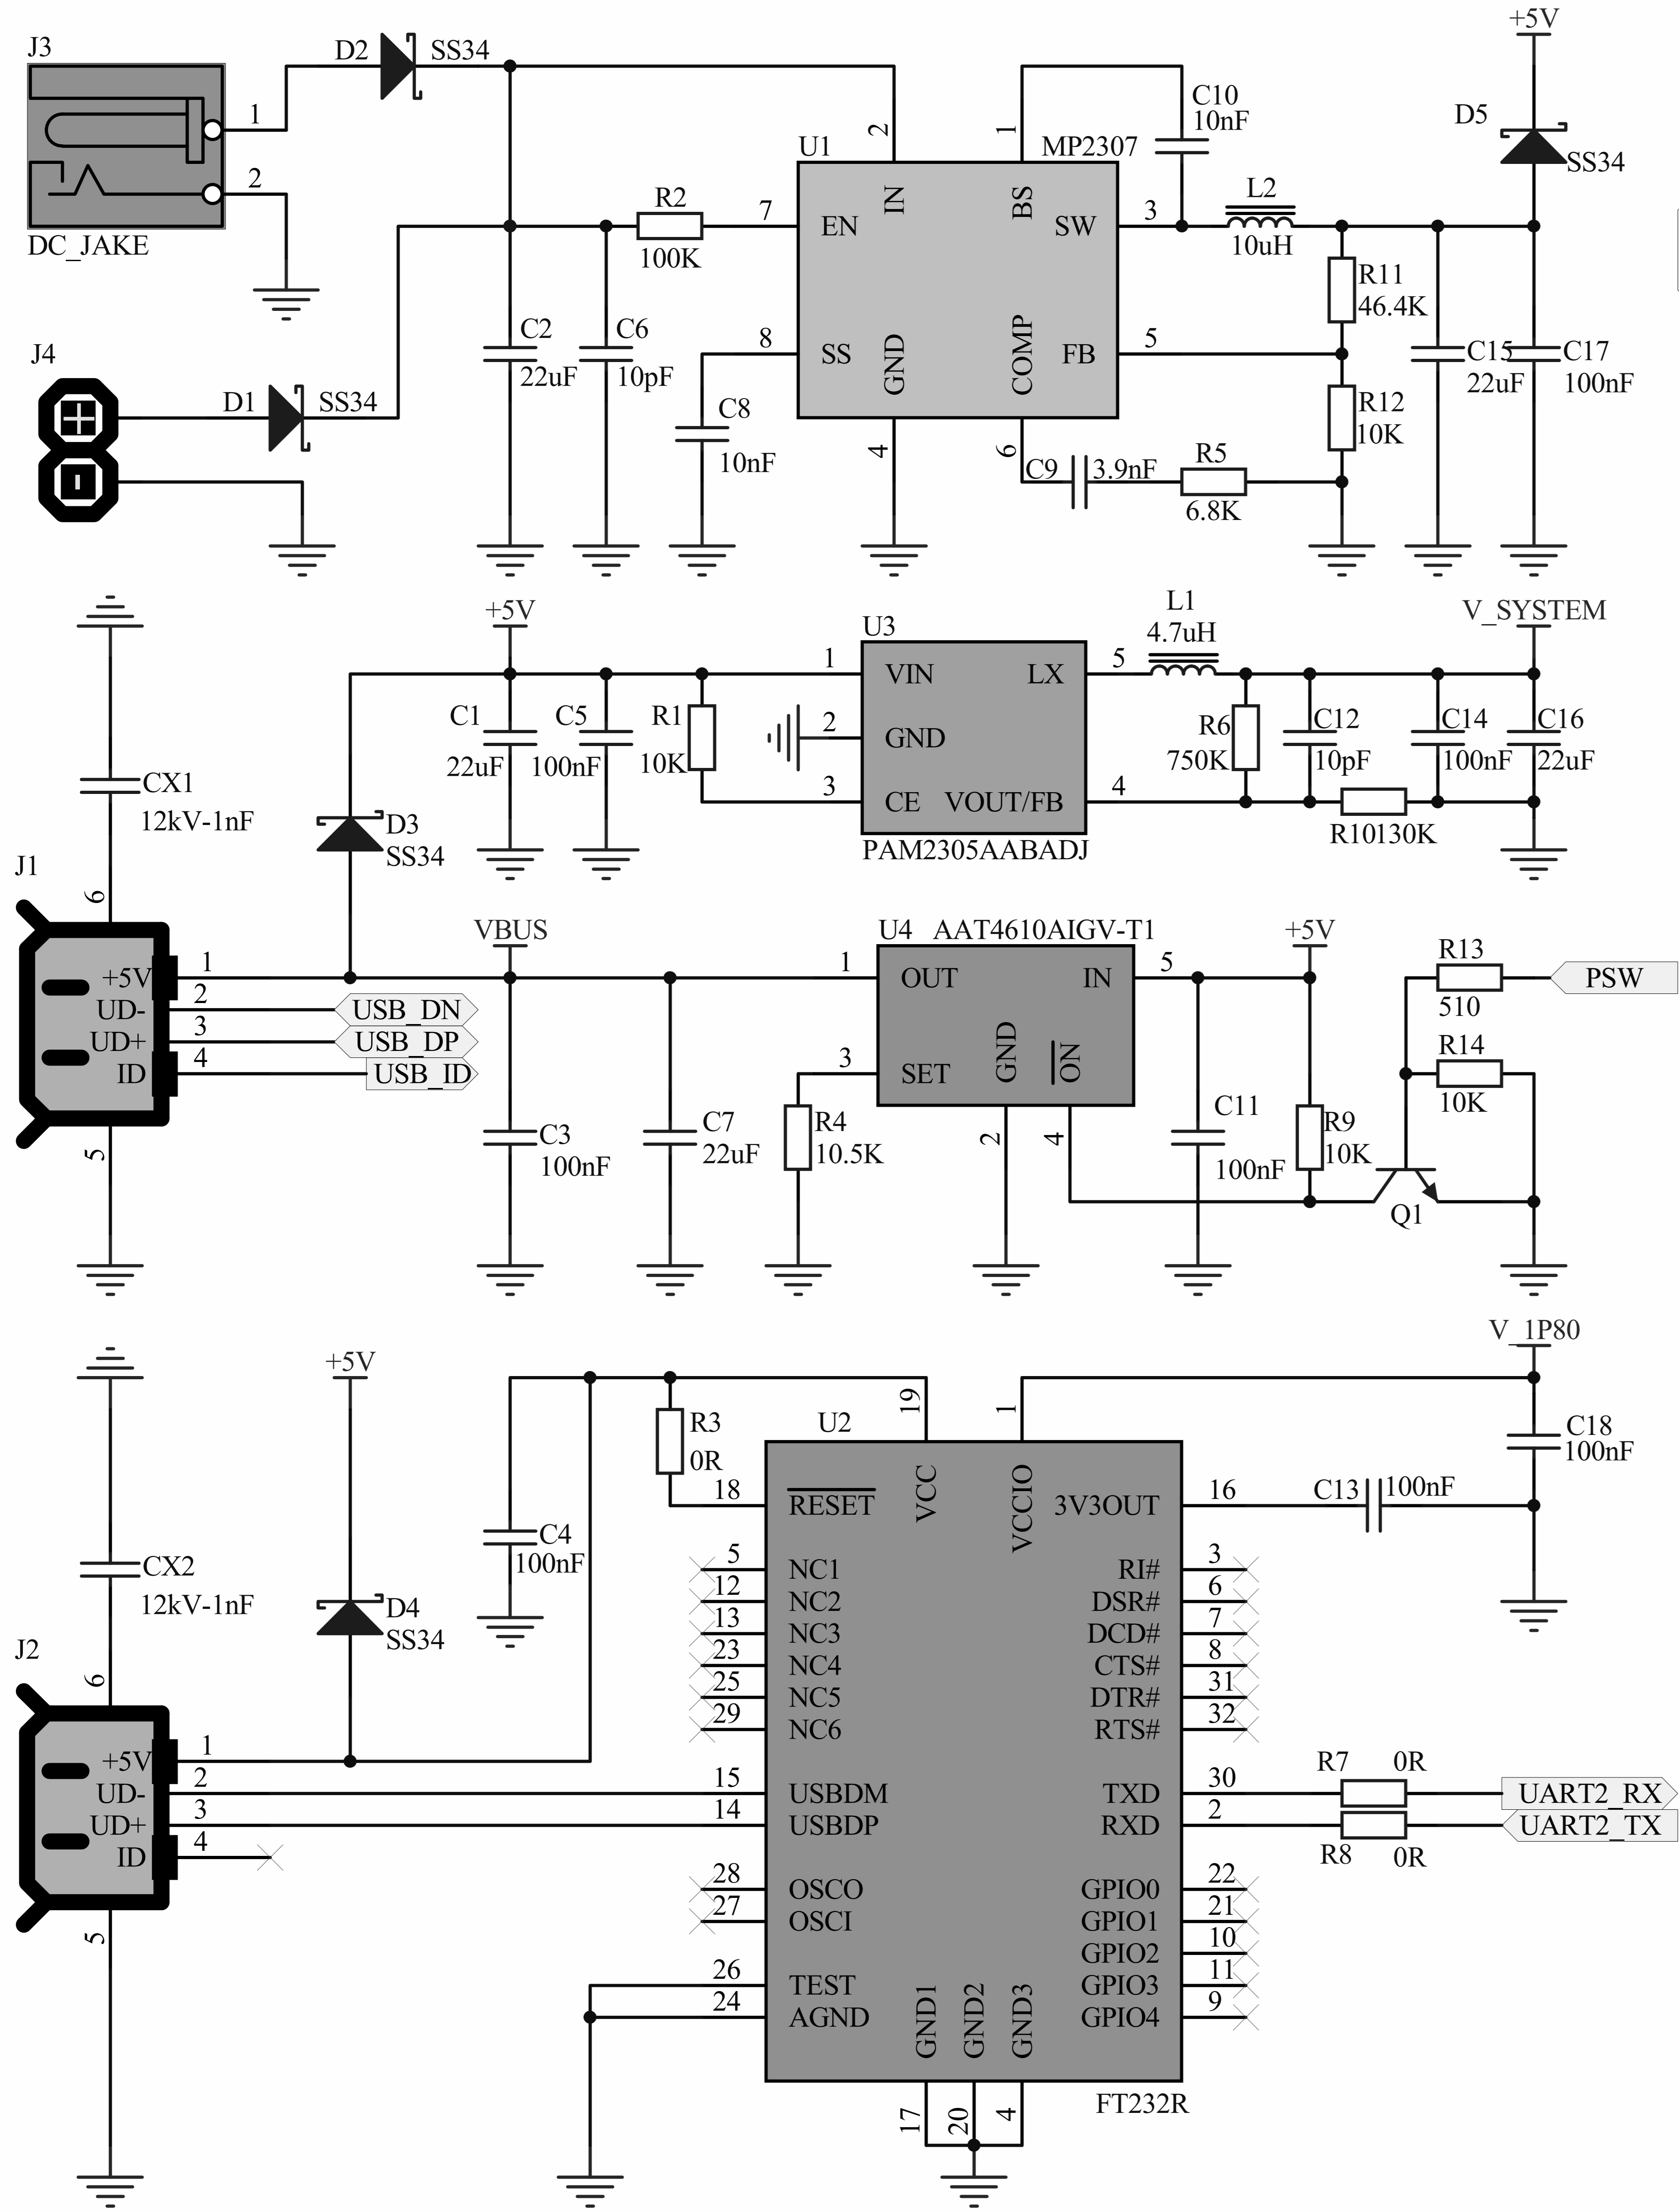 +5V
J3
D2
SS34
1
2
DC_JAKE
C10
10nF
D5
SS34
2
1
U1
MP2307
IN
BS
L2
10uH
R2
100K
7
EN
SW
3
R11
46.4K
J4
D1
SS34
C2
22uF
C6
10pF
8
SS
GND
COMP
FB
5
C15
22uF
C17
100nF
C8
10nF
4
6
R12
10K
C9
3.9nF
R5
6.8K
+5V
U3
L1
4.7uH
V_SYSTEM
1
VIN
LX
5
C1
22uF
C5
100nF
R1
10K
2
GND
R6
750K
C12
10pF
C14
100nF
C16
22uF
3
CE
VOUT/FB
4
R10130K
PAM2305AABADJ
CX1
12kV-1nF
D3
SS34
J1
6
VBUS
U4
AAT4610AIGV-T1
+5V
R13
510
PSW
+5V
1
UD-
2
USB_DN
UD+
3
USB_DP
ID
4
USB_ID
1
OUT
IN
5
3
SET
GND
ON
R14
10K
5
C3
100nF
C7
22uF
R4
10.5K
2
4
C11
100nF
R9
10K
Q1
V_1P80
+5V
19
1
U2
R3
0R
C18
100nF
18
RESET
VCC
VCCIO
3V3OUT
16
C13
100nF
C4
100nF
CX2
12kV-1nF
D4
SS34
5
NC1
RI#
3
12
NC2
DSR#
6
13
NC3
DCD#
7
23
NC4
CTS#
8
25
NC5
DTR#
31
29
NC6
RTS#
32
J2
6
+5V
1
UD-
2
UD+
3
ID
4
5
15
USBDM
TXD
30
R7
0R
UART2_RX
14
USBDP
RXD
2
R8
0R
UART2_TX
28
OSCO
GPIO0
22
27
OSCI
GPIO1
21
GPIO2
10
26
TEST
GPIO3
11
24
AGND
GPIO4
9
GND1
GND2
GND3
17
20
4
FT232R